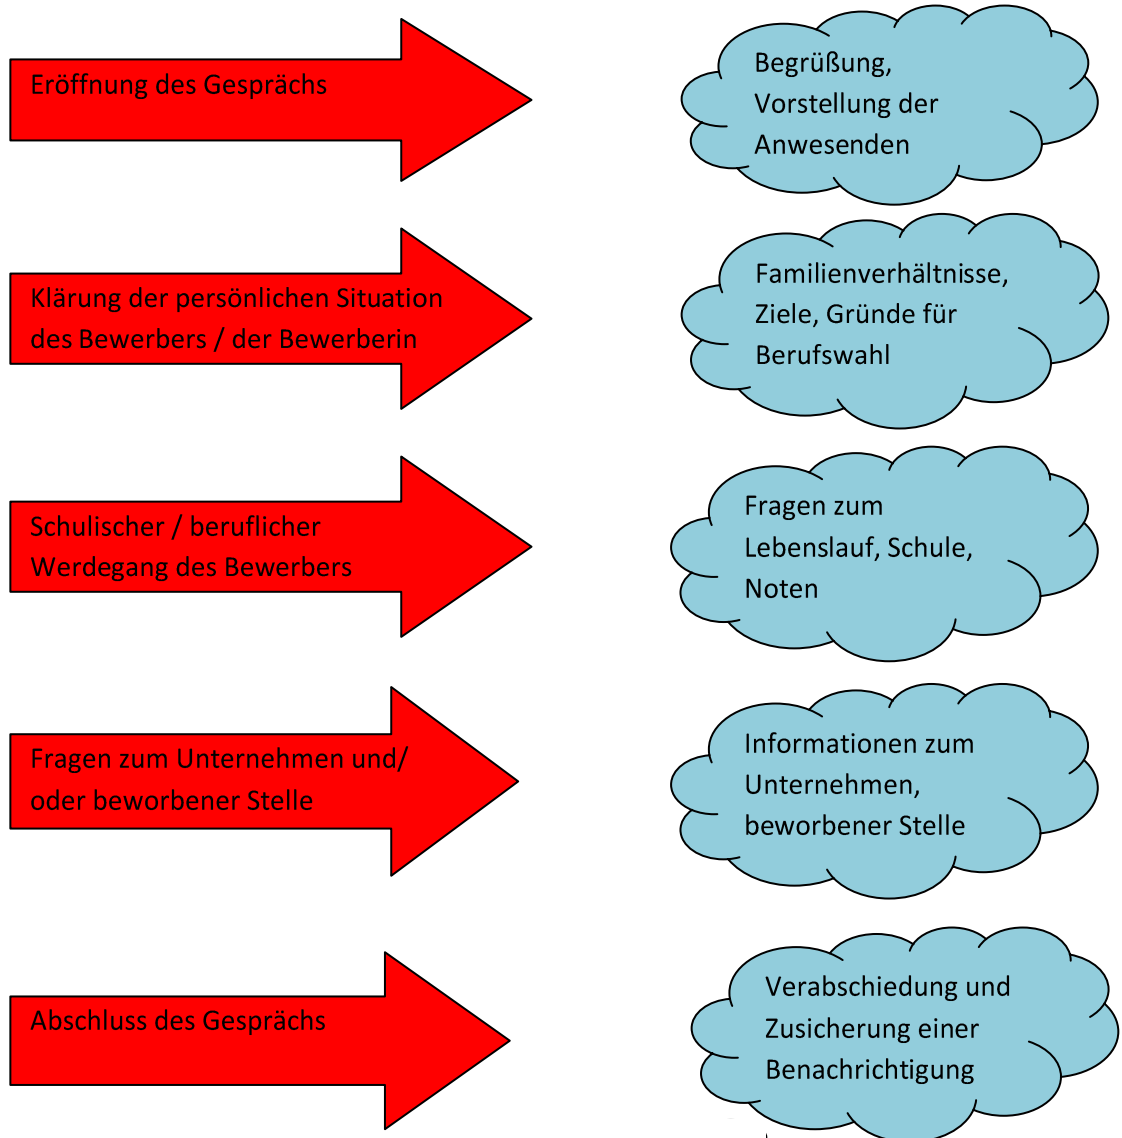 Eröffnung des Gesprächs
Begrüßung,
Vorstellung der
Anwesenden
Klärung der persönlichen Situation
des Bewerbers / der Bewerberin
Familienverhältnisse,
Ziele, Gründe für
Berufswahl
Schulischer / beruflicher
Werdegang des Bewerbers
Fragen zum
Lebenslauf, Schule,
Noten
Fragen zum Unternehmen und/
oder beworbener Stelle
Informationen zum
Unternehmen,
beworbener Stelle
Abschluss des Gesprächs
Verabschiedung und
Zusicherung einer
Benachrichtigung